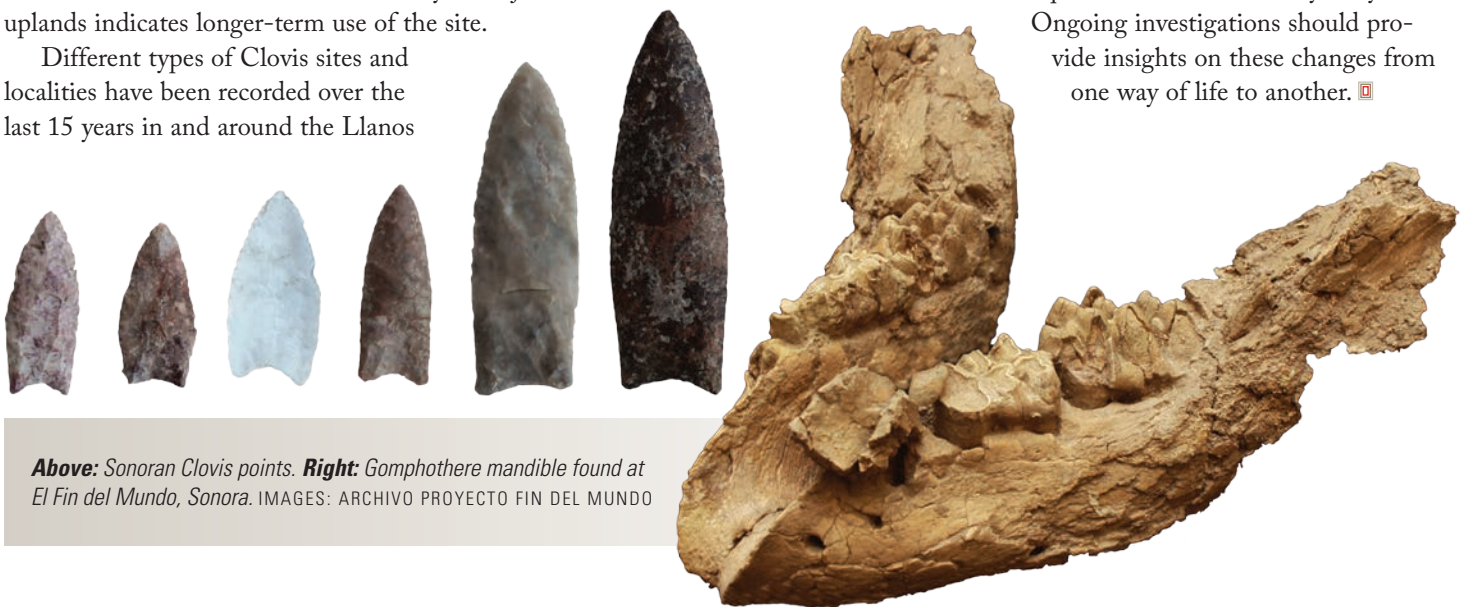 uplands indicates longer-term use of the site.
Different types of Clovis sites and
localities have been recorded over the
last 15 years in and around the Llanos
Ongoing investigations should pro-
vide insights on these changes from
one way of life to another.
Above: Sonoran Clovis points. Right: Gomphothere mandible found at
El Fin del Mundo, Sonora. IMAGES: ARCHIVO PROYECTO FIN DEL MUNDO